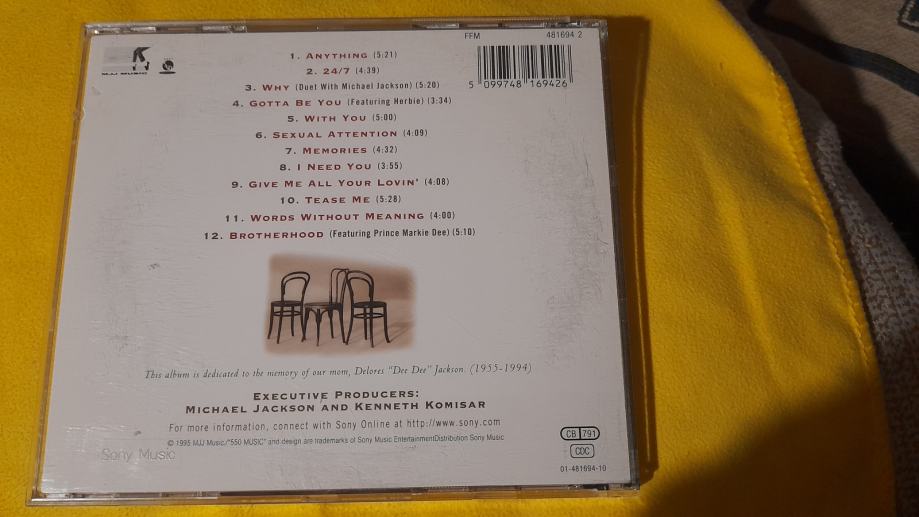 FFM 481694 2
MJJ MUSIC
1. ANYTHING (5:21)
2. 24/7 (4:39)
3. WHY (Duet With Michael Jackson) (5:20)
4. GOTTA BE YOU (Featuring Herbie) (3:34)
5. WITH YOU (5:00)
6. SEXUAL ATTENTION (4:09)
7. MEMORIES (4:32)
8. I NEED YOU (3:55)
9. GIVE ME ALL YOUR LOVIN' (4:08)
10. TEASE ME (5:28)
11. WORDS WITHOUT MEANING (4:00)
12. BROTHERHOOD (Featuring Prince Markie Dee) (5:10)
5 099748 169426
This album is dedicated to the memory of our mom, Delores "Dee Dee" Jackson. (1955-1994)
EXECUTIVE PRODUCERS:
MICHAEL JACKSON AND KENNETH KOMISAR
For more information, connect with Sony Online at http://www.sony.com
© 1995 MJJ Music/"550 MUSIC" and design are trademarks of Sony Music EntertainmentDistribution Sony Music
Sony Music
CB 791
CDC
01-481694-10